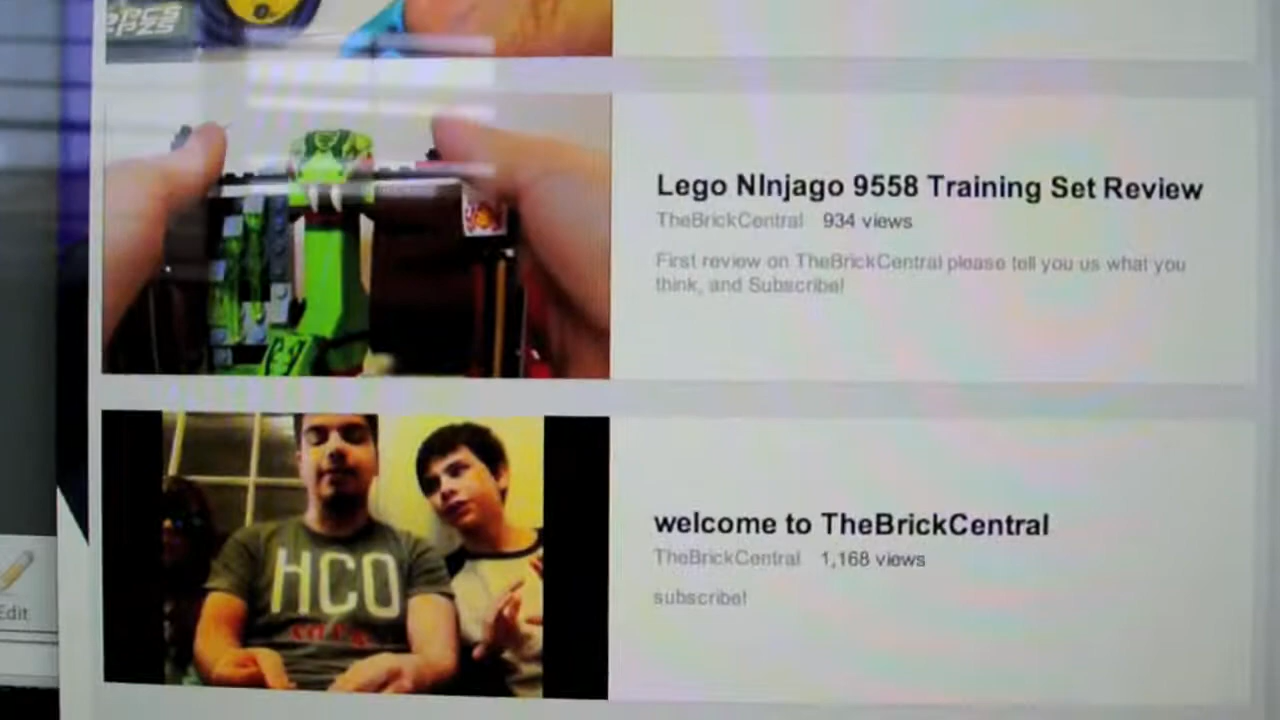 Lego NInjago 9558 Training Set Review
TheBrickCentral 934 views
First review on TheBrickCentral please tell you us what you
think, and Subscribe!
welcome to TheBrickCentral
TheBrickCentral 1,168 views
subscribe!
HCO
Edit